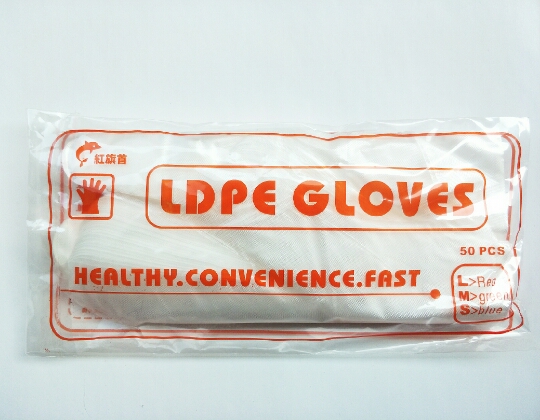 紅旗首
LDPE GLOVES
50 PCS
HEALTHY.CONVENIENCE.FAST
L>Red
M>green
S>blue